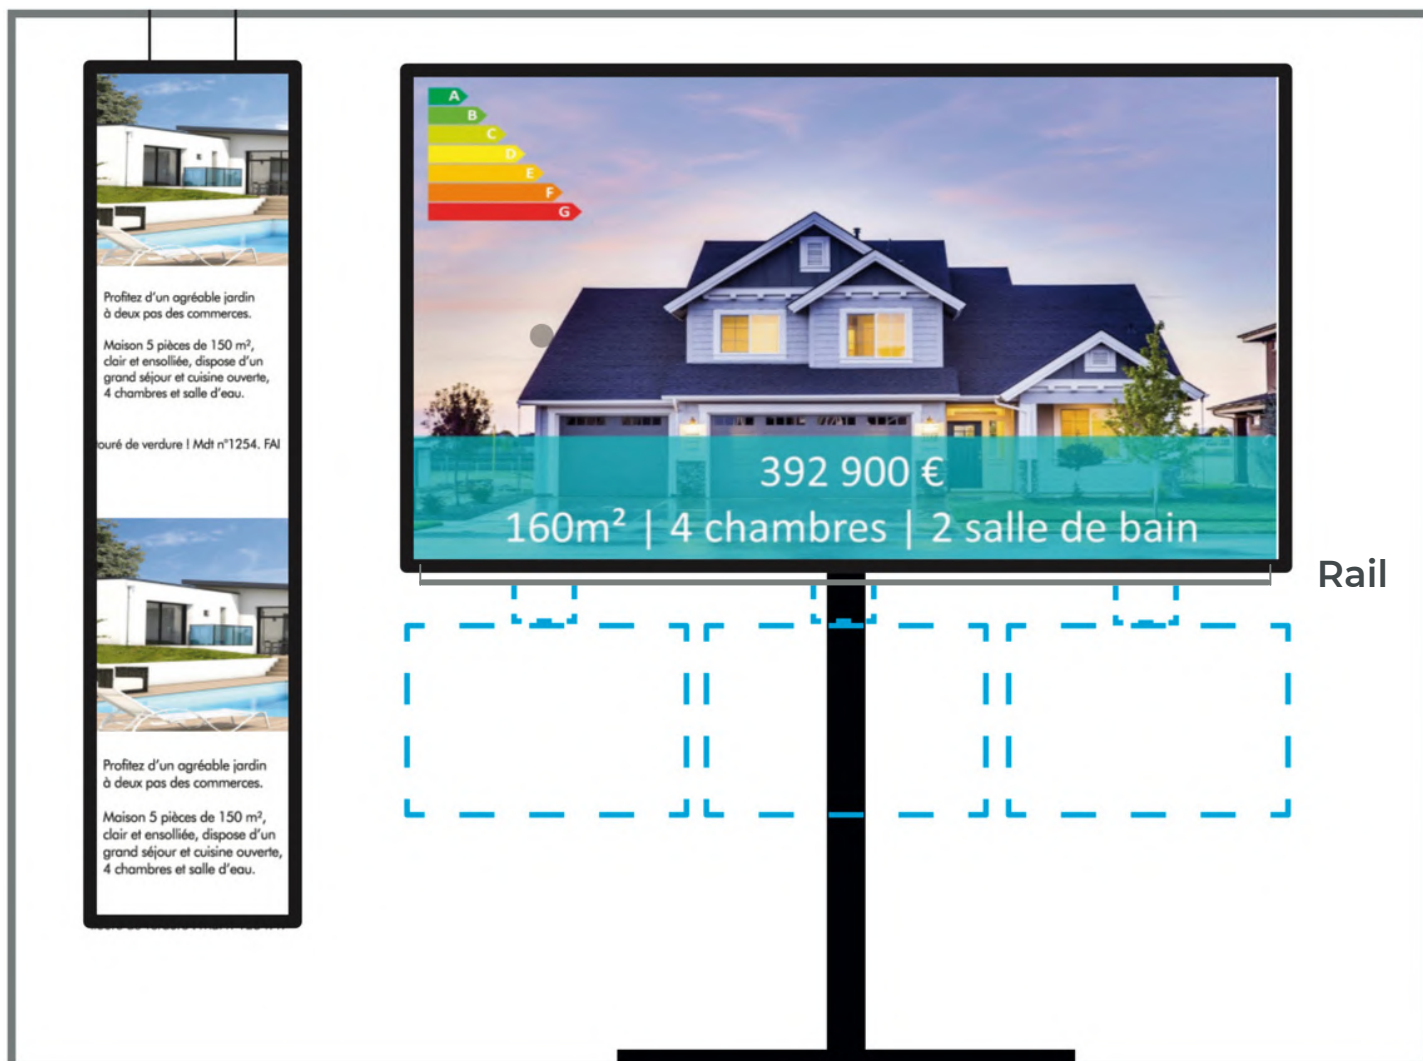 Profitez d'un agréable jardin
à deux pas des commerces.
Maison 5 pièces de 150 m²,
clair et ensolliée, dispose d'un
grand séjour et cuisine ouverte,
4 chambres et salle d'eau.
ouré de verdure ! Mdt n°1254. FAI
Profitez d'un agréable jardin
à deux pas des commerces.
Maison 5 pièces de 150 m²,
clair et ensolliée, dispose d'un
grand séjour et cuisine ouverte,
4 chambres et salle d'eau.
A
B
C
D
E
F
G
392 900 €
160m² | 4 chambres | 2 salle de bain
Rail